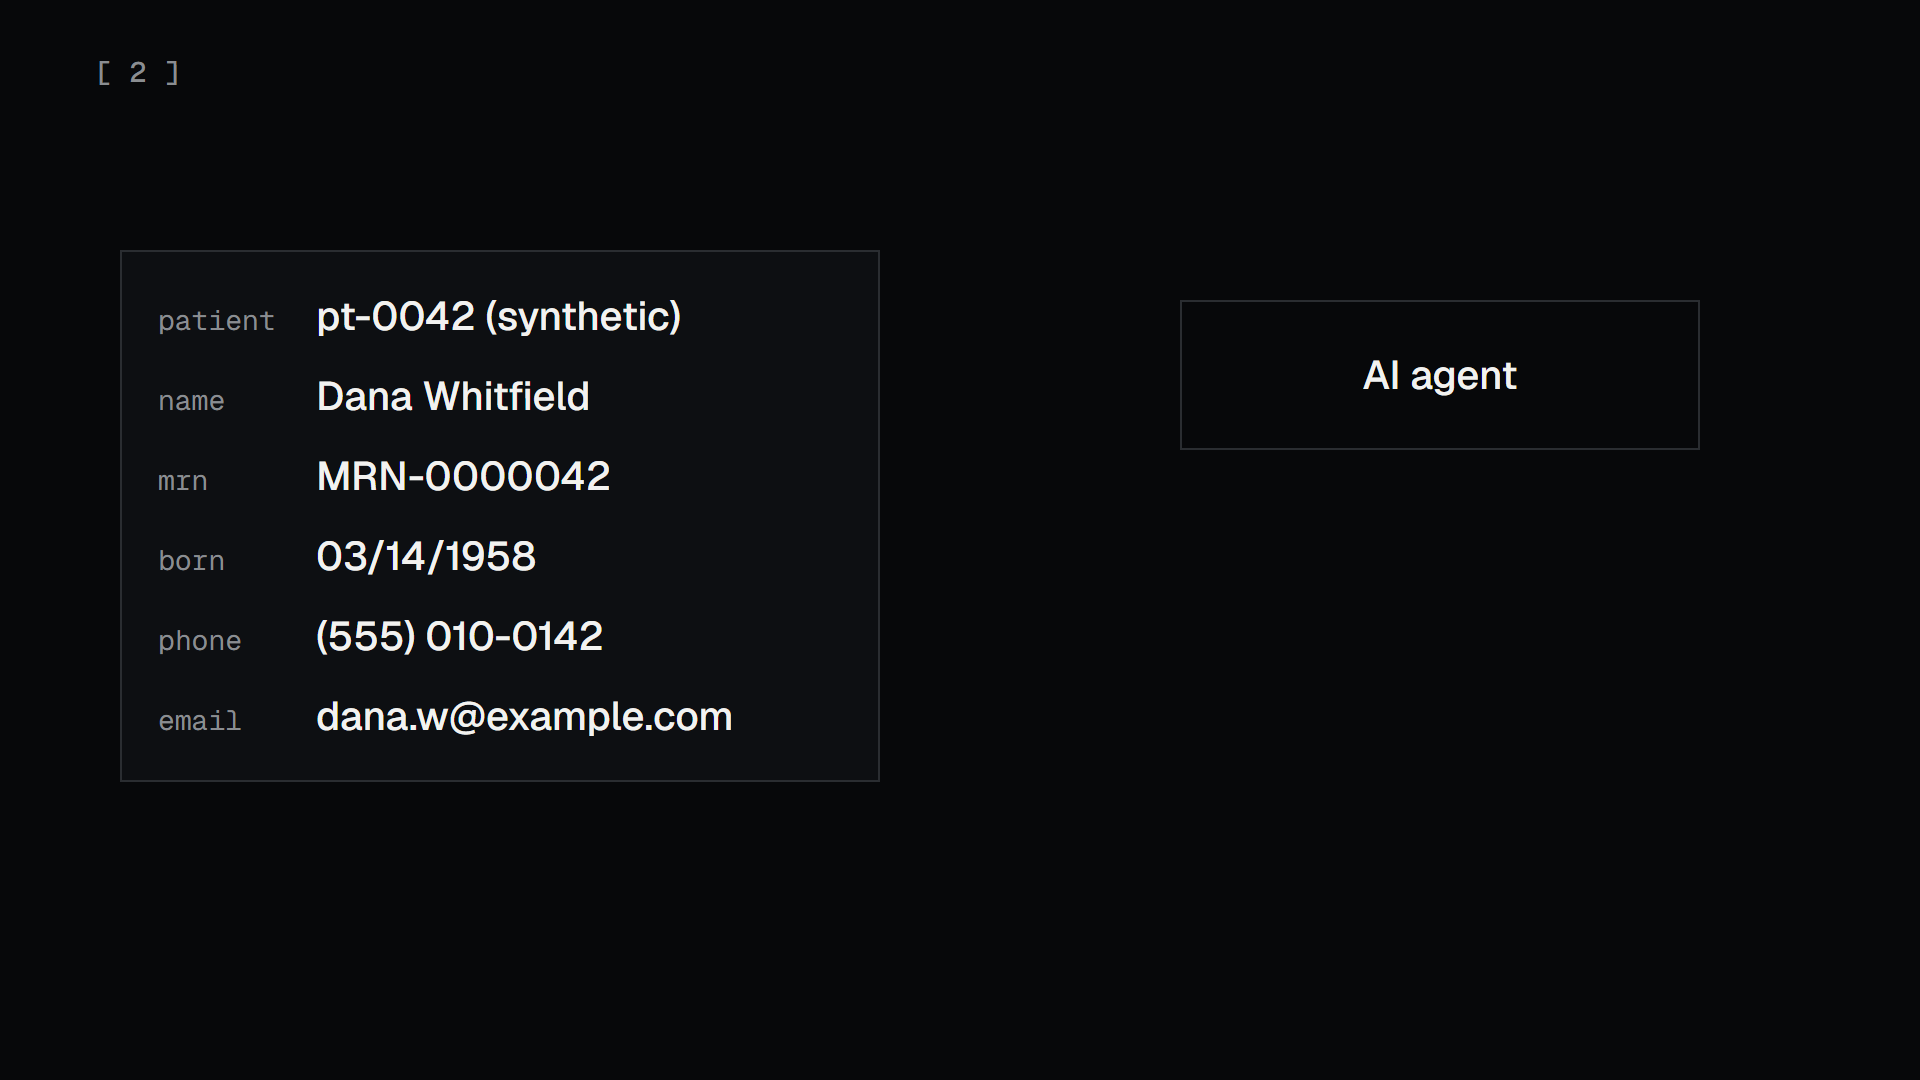 [ 2 ]
patient pt-0042 (synthetic)
name Dana Whitfield
mrn MRN-0000042
born 03/14/1958
phone (555) 010-0142
email dana.w@example.com
AI agent